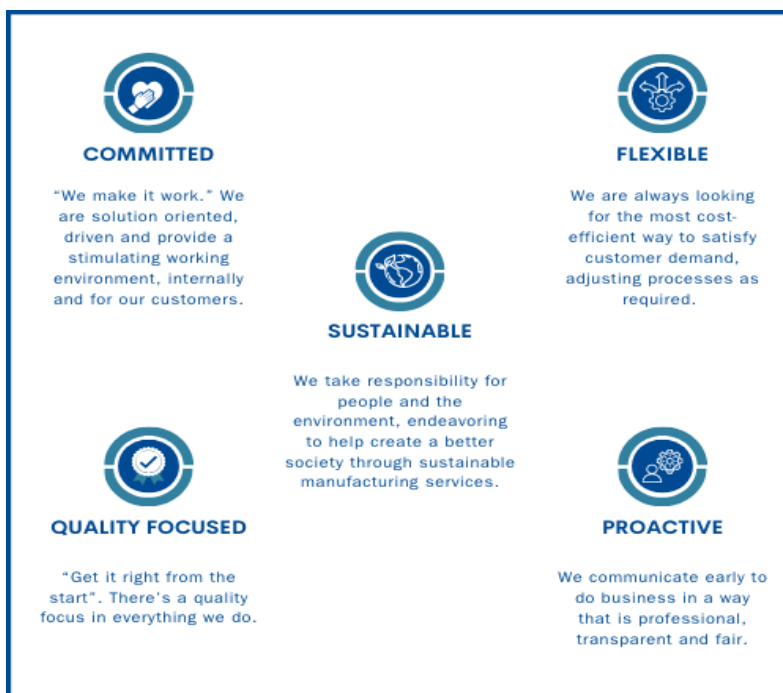 COMMITTED
“We make it work.” We
are solution oriented,
driven and provide a
stimulating working
environment, internally
and for our customers.
FLEXIBLE
We are always looking
for the most cost-
efficient way to satisfy
customer demand,
adjusting processes as
required.
SUSTAINABLE
We take responsibility for
people and the
environment, endeavoring
to help create a better
society through sustainable
manufacturing services.
QUALITY FOCUSED
“Get it right from the
start”. There’s a quality
focus in everything we do.
PROACTIVE
We communicate early to
do business in a way
that is professional,
transparent and fair.